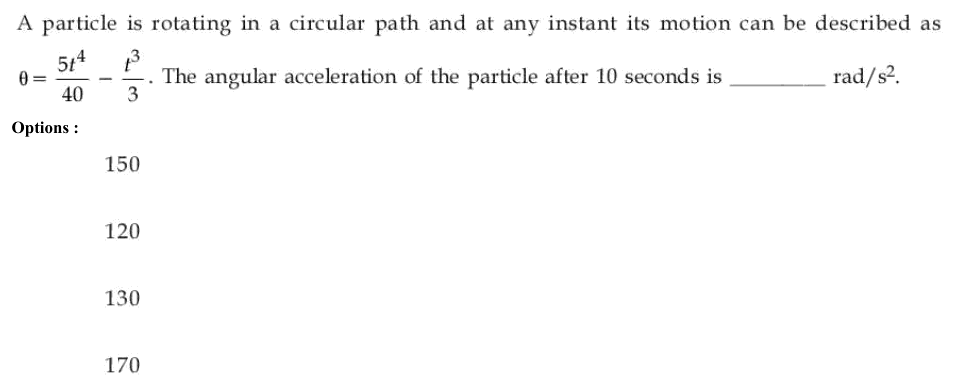 A particle is rotating in a circular path and at any instant its motion can be described as
θ = 5t⁴/40 − t³/3 . The angular acceleration of the particle after 10 seconds is _________ rad/s².
Options :
150
120
130
170